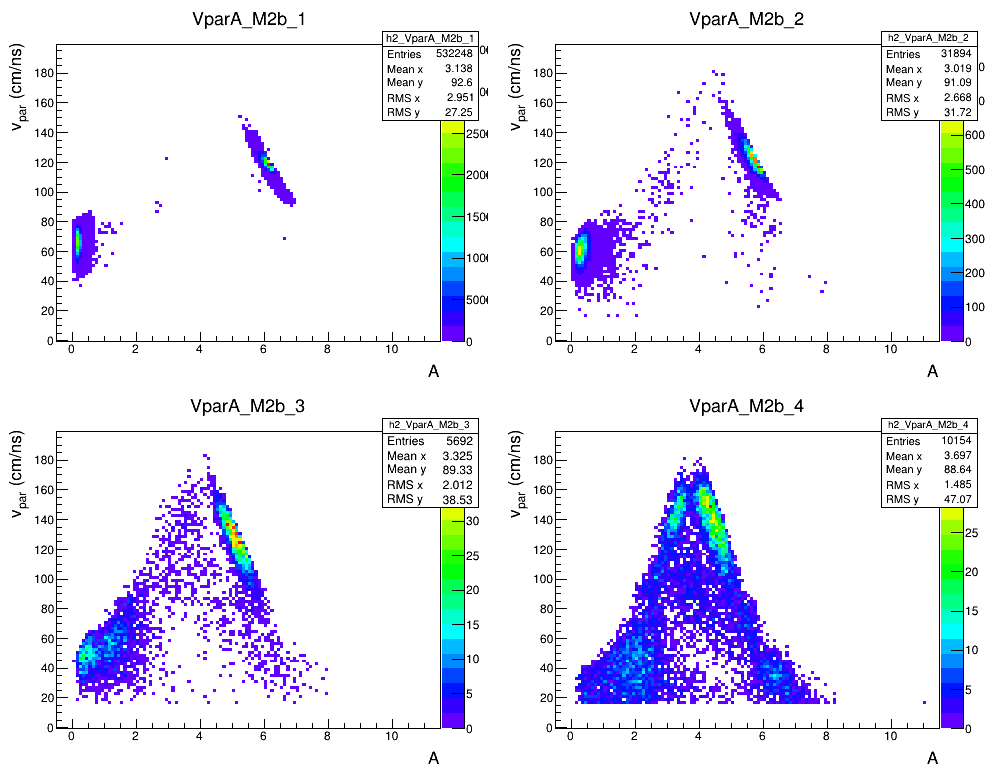 VparA_M2b_1
h2_VparA_M2b_1
Entries 532248
Mean x 3.138
Mean y 92.6
RMS x 2.951
RMS y 27.25
v_par (cm/ns)
180
160
140
120
100
80
60
40
20
0
0 2 4 6 8 10
A
2000
1500
1000
500
0
VparA_M2b_2
h2_VparA_M2b_2
Entries 31894
Mean x 3.019
Mean y 91.09
RMS x 2.668
RMS y 31.72
v_par (cm/ns)
180
160
140
120
100
80
60
40
20
0
0 2 4 6 8 10
A
600
500
400
300
200
100
0
VparA_M2b_3
h2_VparA_M2b_3
Entries 5692
Mean x 3.325
Mean y 89.33
RMS x 2.012
RMS y 38.53
v_par (cm/ns)
180
160
140
120
100
80
60
40
20
0
0 2 4 6 8 10
A
30
25
20
15
10
5
0
VparA_M2b_4
h2_VparA_M2b_4
Entries 10154
Mean x 3.697
Mean y 88.64
RMS x 1.485
RMS y 47.07
v_par (cm/ns)
180
160
140
120
100
80
60
40
20
0
0 2 4 6 8 10
A
25
20
15
10
5
0